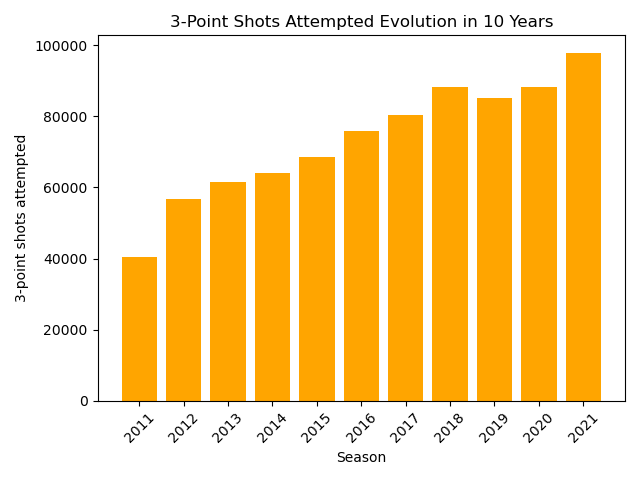 3-Point Shots Attempted Evolution in 10 Years
3-point shots attempted
100000
80000
60000
40000
20000
0
2011 2012 2013 2014 2015 2016 2017 2018 2019 2020 2021
Season